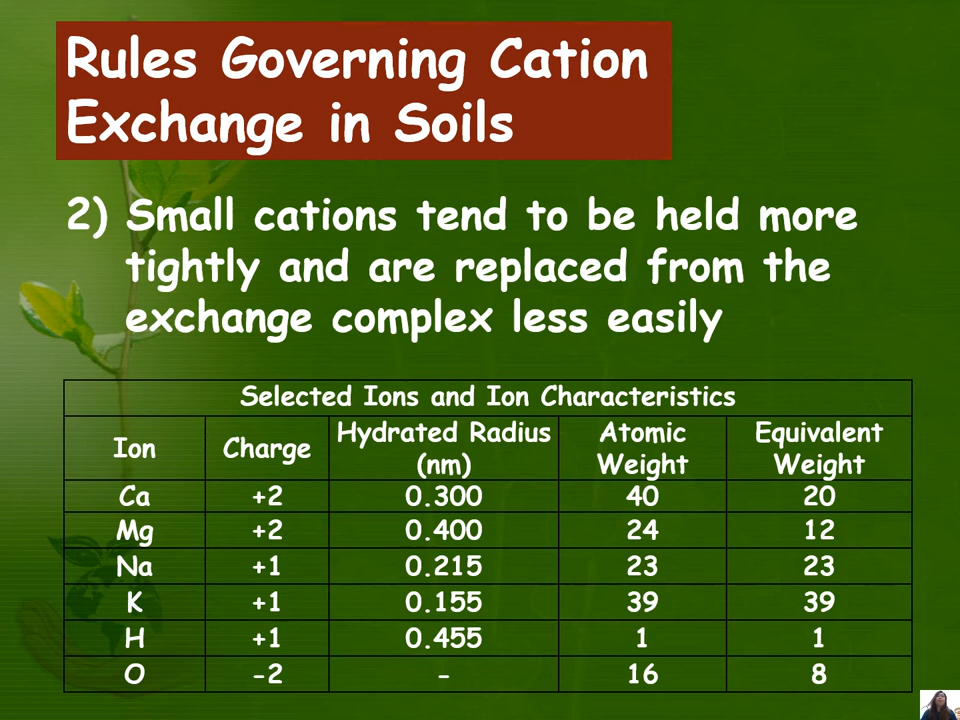 Rules Governing Cation
Exchange in Soils
2) Small cations tend to be held more
tightly and are replaced from the
exchange complex less easily
Selected Ions and Ion Characteristics
Ion Charge Hydrated Radius (nm) Atomic Weight Equivalent Weight
Ca +2 0.300 40 20
Mg +2 0.400 24 12
Na +1 0.215 23 23
K +1 0.155 39 39
H +1 0.455 1 1
O -2 - 16 8